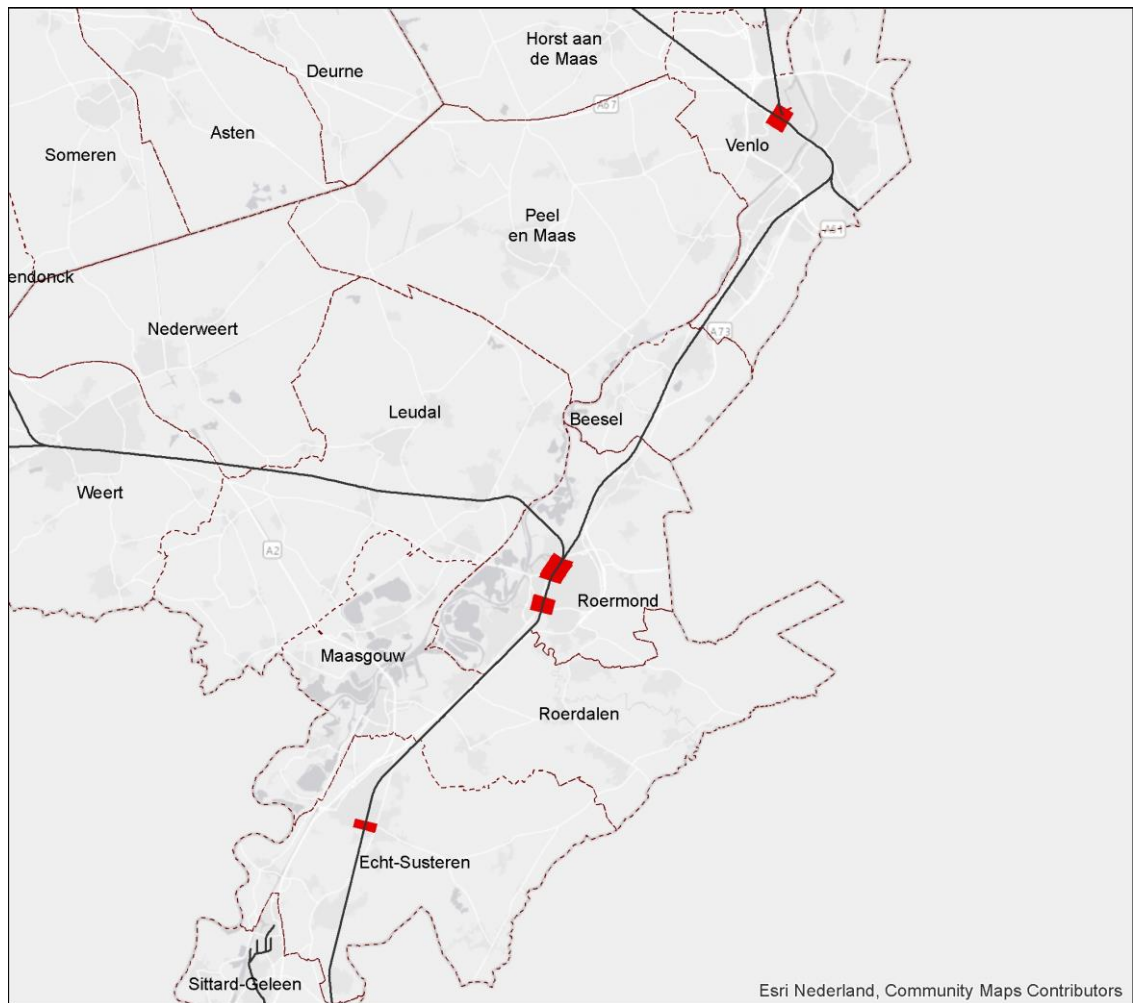 Horst aan
de Maas
Deurne
A67
Asten
Someren
Venlo
Peel
en Maas
A61
endonck
Nederweert
A73
Leudal
Beesel
Weert
A2
Roermond
Maasgouw
Roerdalen
Echt-Susteren
Sittard-Geleen
Esri Nederland, Community Maps Contributors